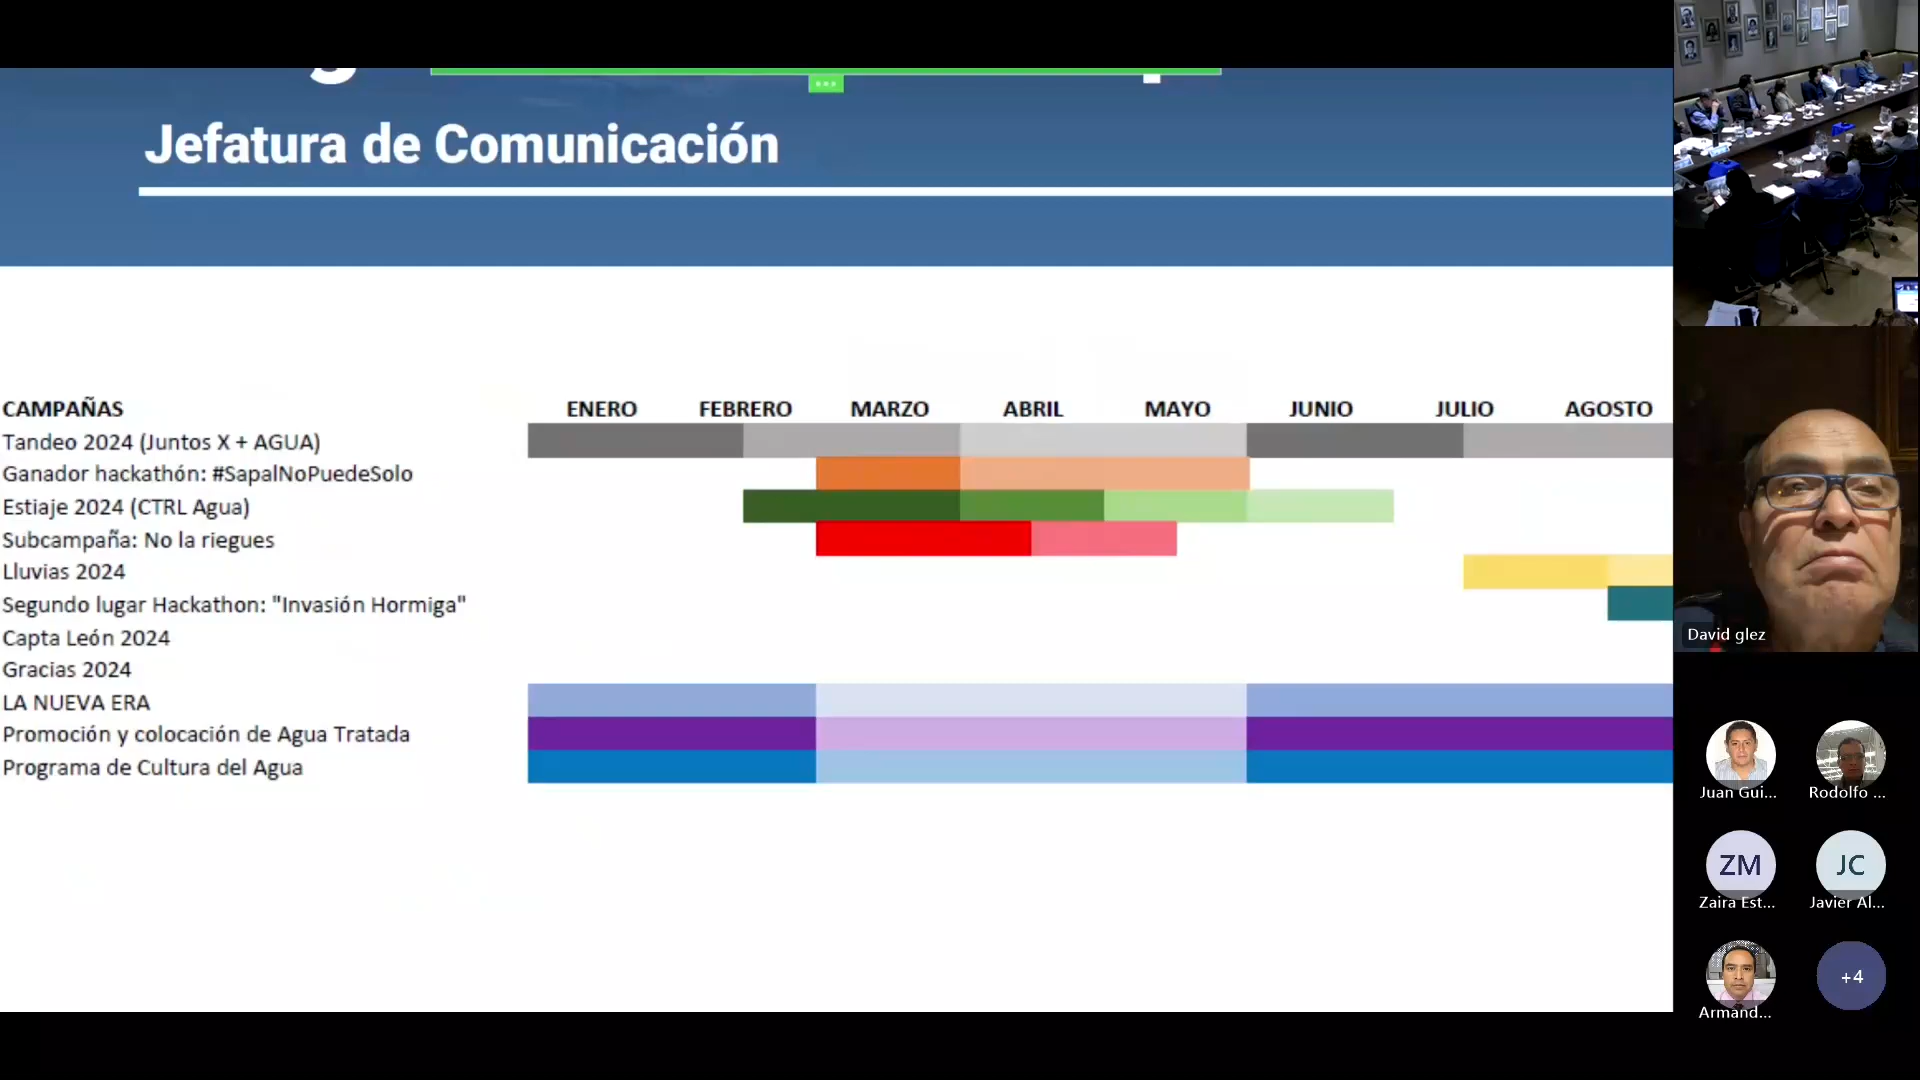 Jefatura de Comunicación
CAMPAÑAS ENERO FEBRERO MARZO ABRIL MAYO JUNIO JULIO AGOSTO
Tandeo 2024 (Juntos X + AGUA)
Ganador hackathón: #SapalNoPuedeSolo
Estiaje 2024 (CTRL Agua)
Subcampaña: No la riegues
Lluvias 2024
Segundo lugar Hackathon: "Invasión Hormiga"
Capta León 2024
Gracias 2024
LA NUEVA ERA
Promoción y colocación de Agua Tratada
Programa de Cultura del Agua
David glez
Juan Gui... Rodolfo ...
ZM JC
Zaira Est... Javier Al...
+4
Armand...